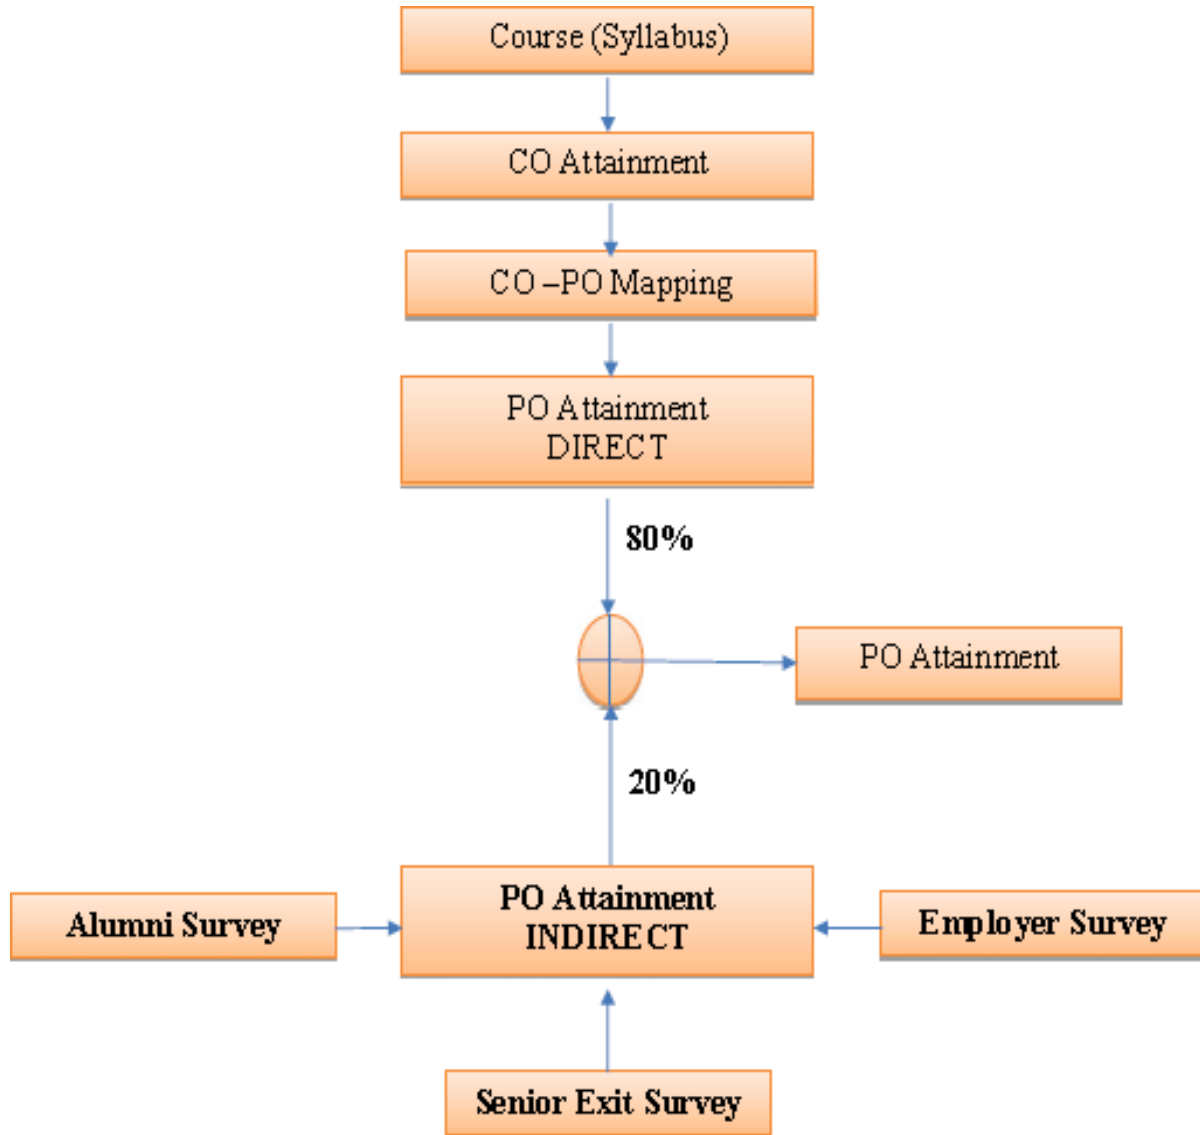 Course (Syllabus)
CO Attainment
CO –PO Mapping
PO Attainment
DIRECT
80%
PO Attainment
20%
PO Attainment
INDIRECT
Alumni Survey
Employer Survey
Senior Exit Survey